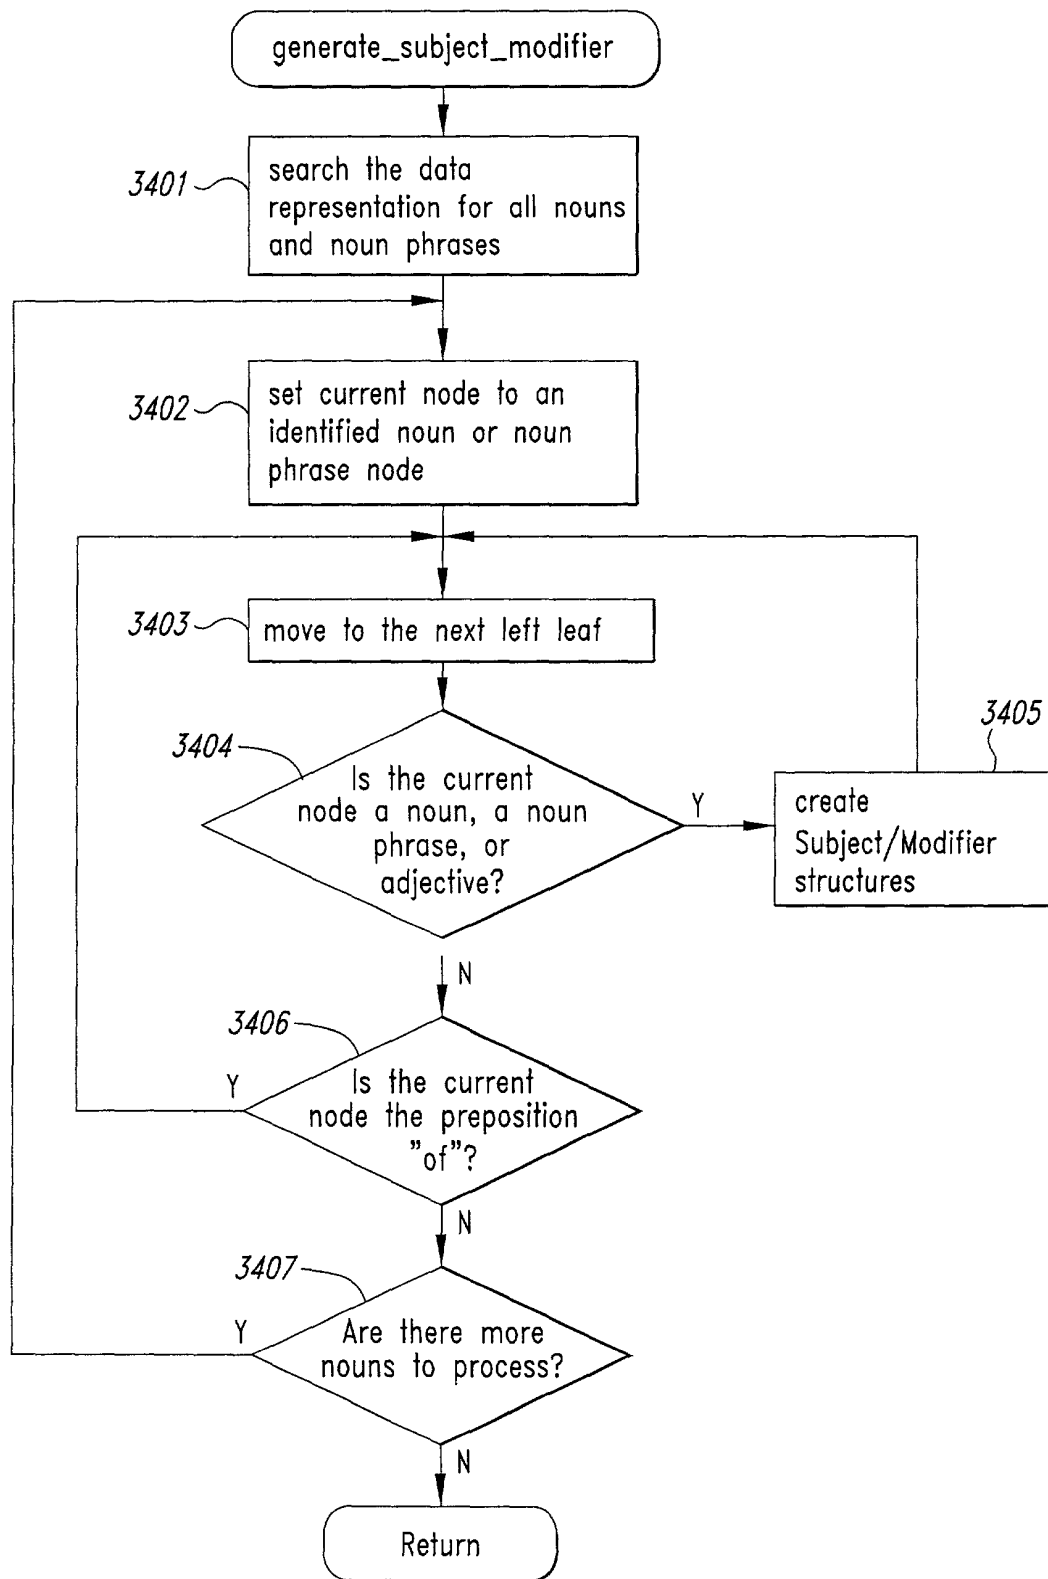 generate_subject_modifier
3401
search the data
representation for all nouns
and noun phrases
3402
set current node to an
identified noun or noun
phrase node
3403
move to the next left leaf
3404
Is the current
node a noun, a noun
phrase, or
adjective?
Y
3405
create
Subject/Modifier
structures
N
3406
Y
Is the current
node the preposition
"of"?
N
3407
Y
Are there more
nouns to process?
N
Return